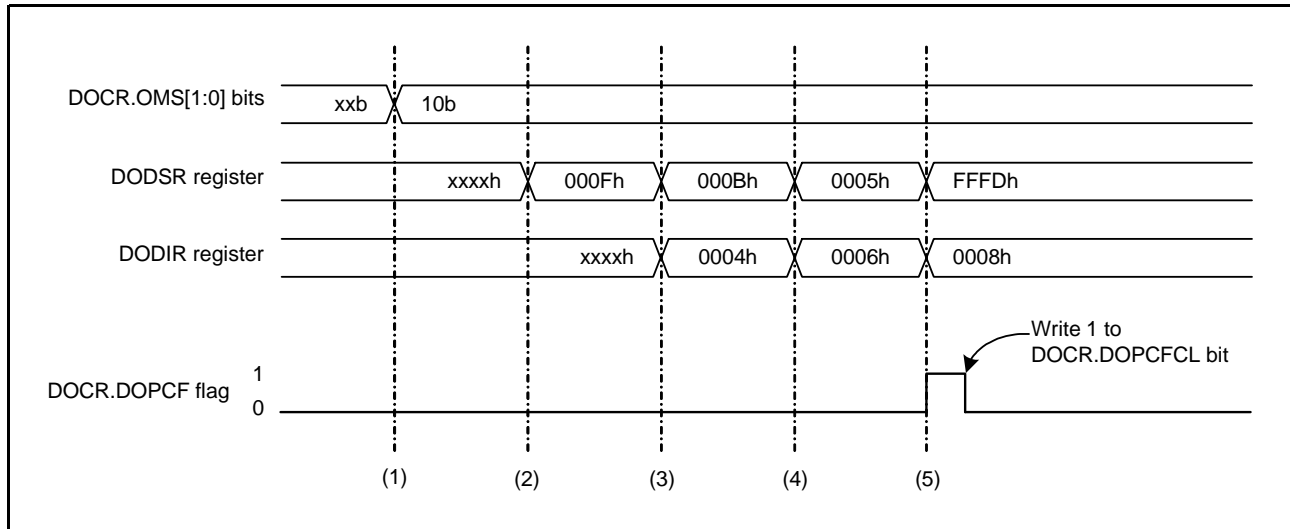 DOCR.OMS[1:0] bits
xxb
10b
DODSR register
xxxxh
000Fh
000Bh
0005h
FFFDh
DODIR register
xxxxh
0004h
0006h
0008h
Write 1 to
DOCR.DOPCFCL bit
DOCR.DOPCF flag
1
0
(1)
(2)
(3)
(4)
(5)